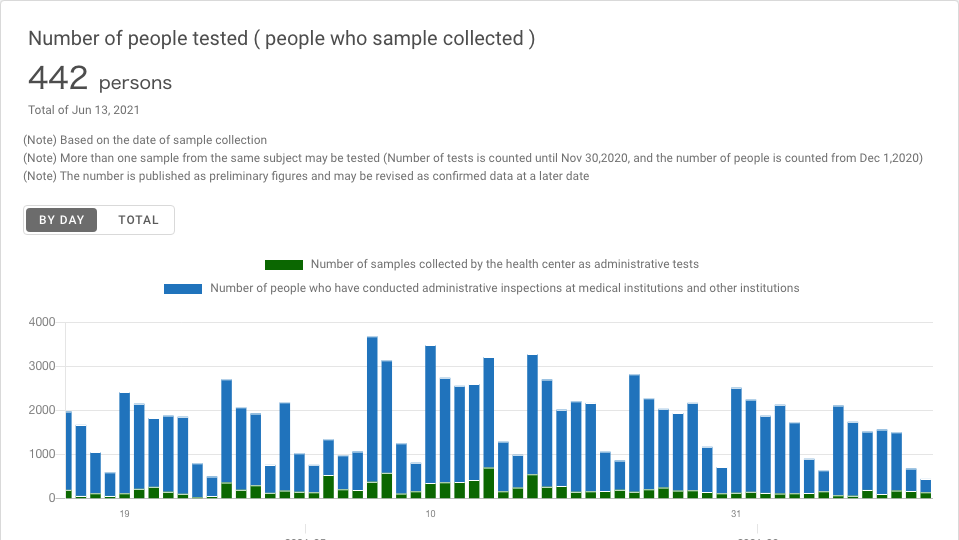 Number of people tested ( people who sample collected )
442 persons
Total of Jun 13, 2021
(Note) Based on the date of sample collection
(Note) More than one sample from the same subject may be tested (Number of tests is counted until Nov 30,2020, and the number of people is counted from Dec 1,2020)
(Note) The number is published as preliminary figures and may be revised as confirmed data at a later date
BY DAY TOTAL
Number of samples collected by the health center as administrative tests
Number of people who have conducted administrative inspections at medical institutions and other institutions
4000
3000
2000
1000
0
19 10 31